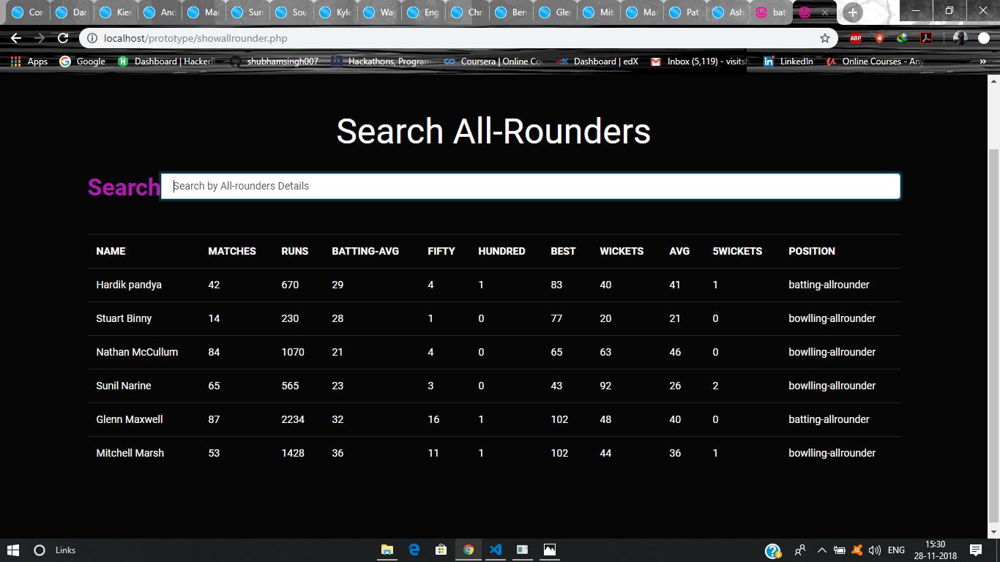 Cor Dar Kier And Mar Sun Sou Kyle Way Eng Chr Ben Gler Mit Mar Pat Ash bat
localhost/prototype/showallrounder.php ABP
Apps Google Dashboard | HackerR shubhamsingh007 Hackathons, Program Coursera | Online Co Dashboard | edX Inbox (5,119) - visitsh LinkedIn Online Courses - Any »
Search All-Rounders
Search Search by All-rounders Details
NAME MATCHES RUNS BATTING-AVG FIFTY HUNDRED BEST WICKETS AVG 5WICKETS POSITION
Hardik pandya 42 670 29 4 1 83 40 41 1 batting-allrounder
Stuart Binny 14 230 28 1 0 77 20 21 0 bowlling-allrounder
Nathan McCullum 84 1070 21 4 0 65 63 46 0 bowlling-allrounder
Sunil Narine 65 565 23 3 0 43 92 26 2 bowlling-allrounder
Glenn Maxwell 87 2234 32 16 1 102 48 40 0 batting-allrounder
Mitchell Marsh 53 1428 36 11 1 102 44 36 1 bowlling-allrounder
Links ENG 15:30
28-11-2018